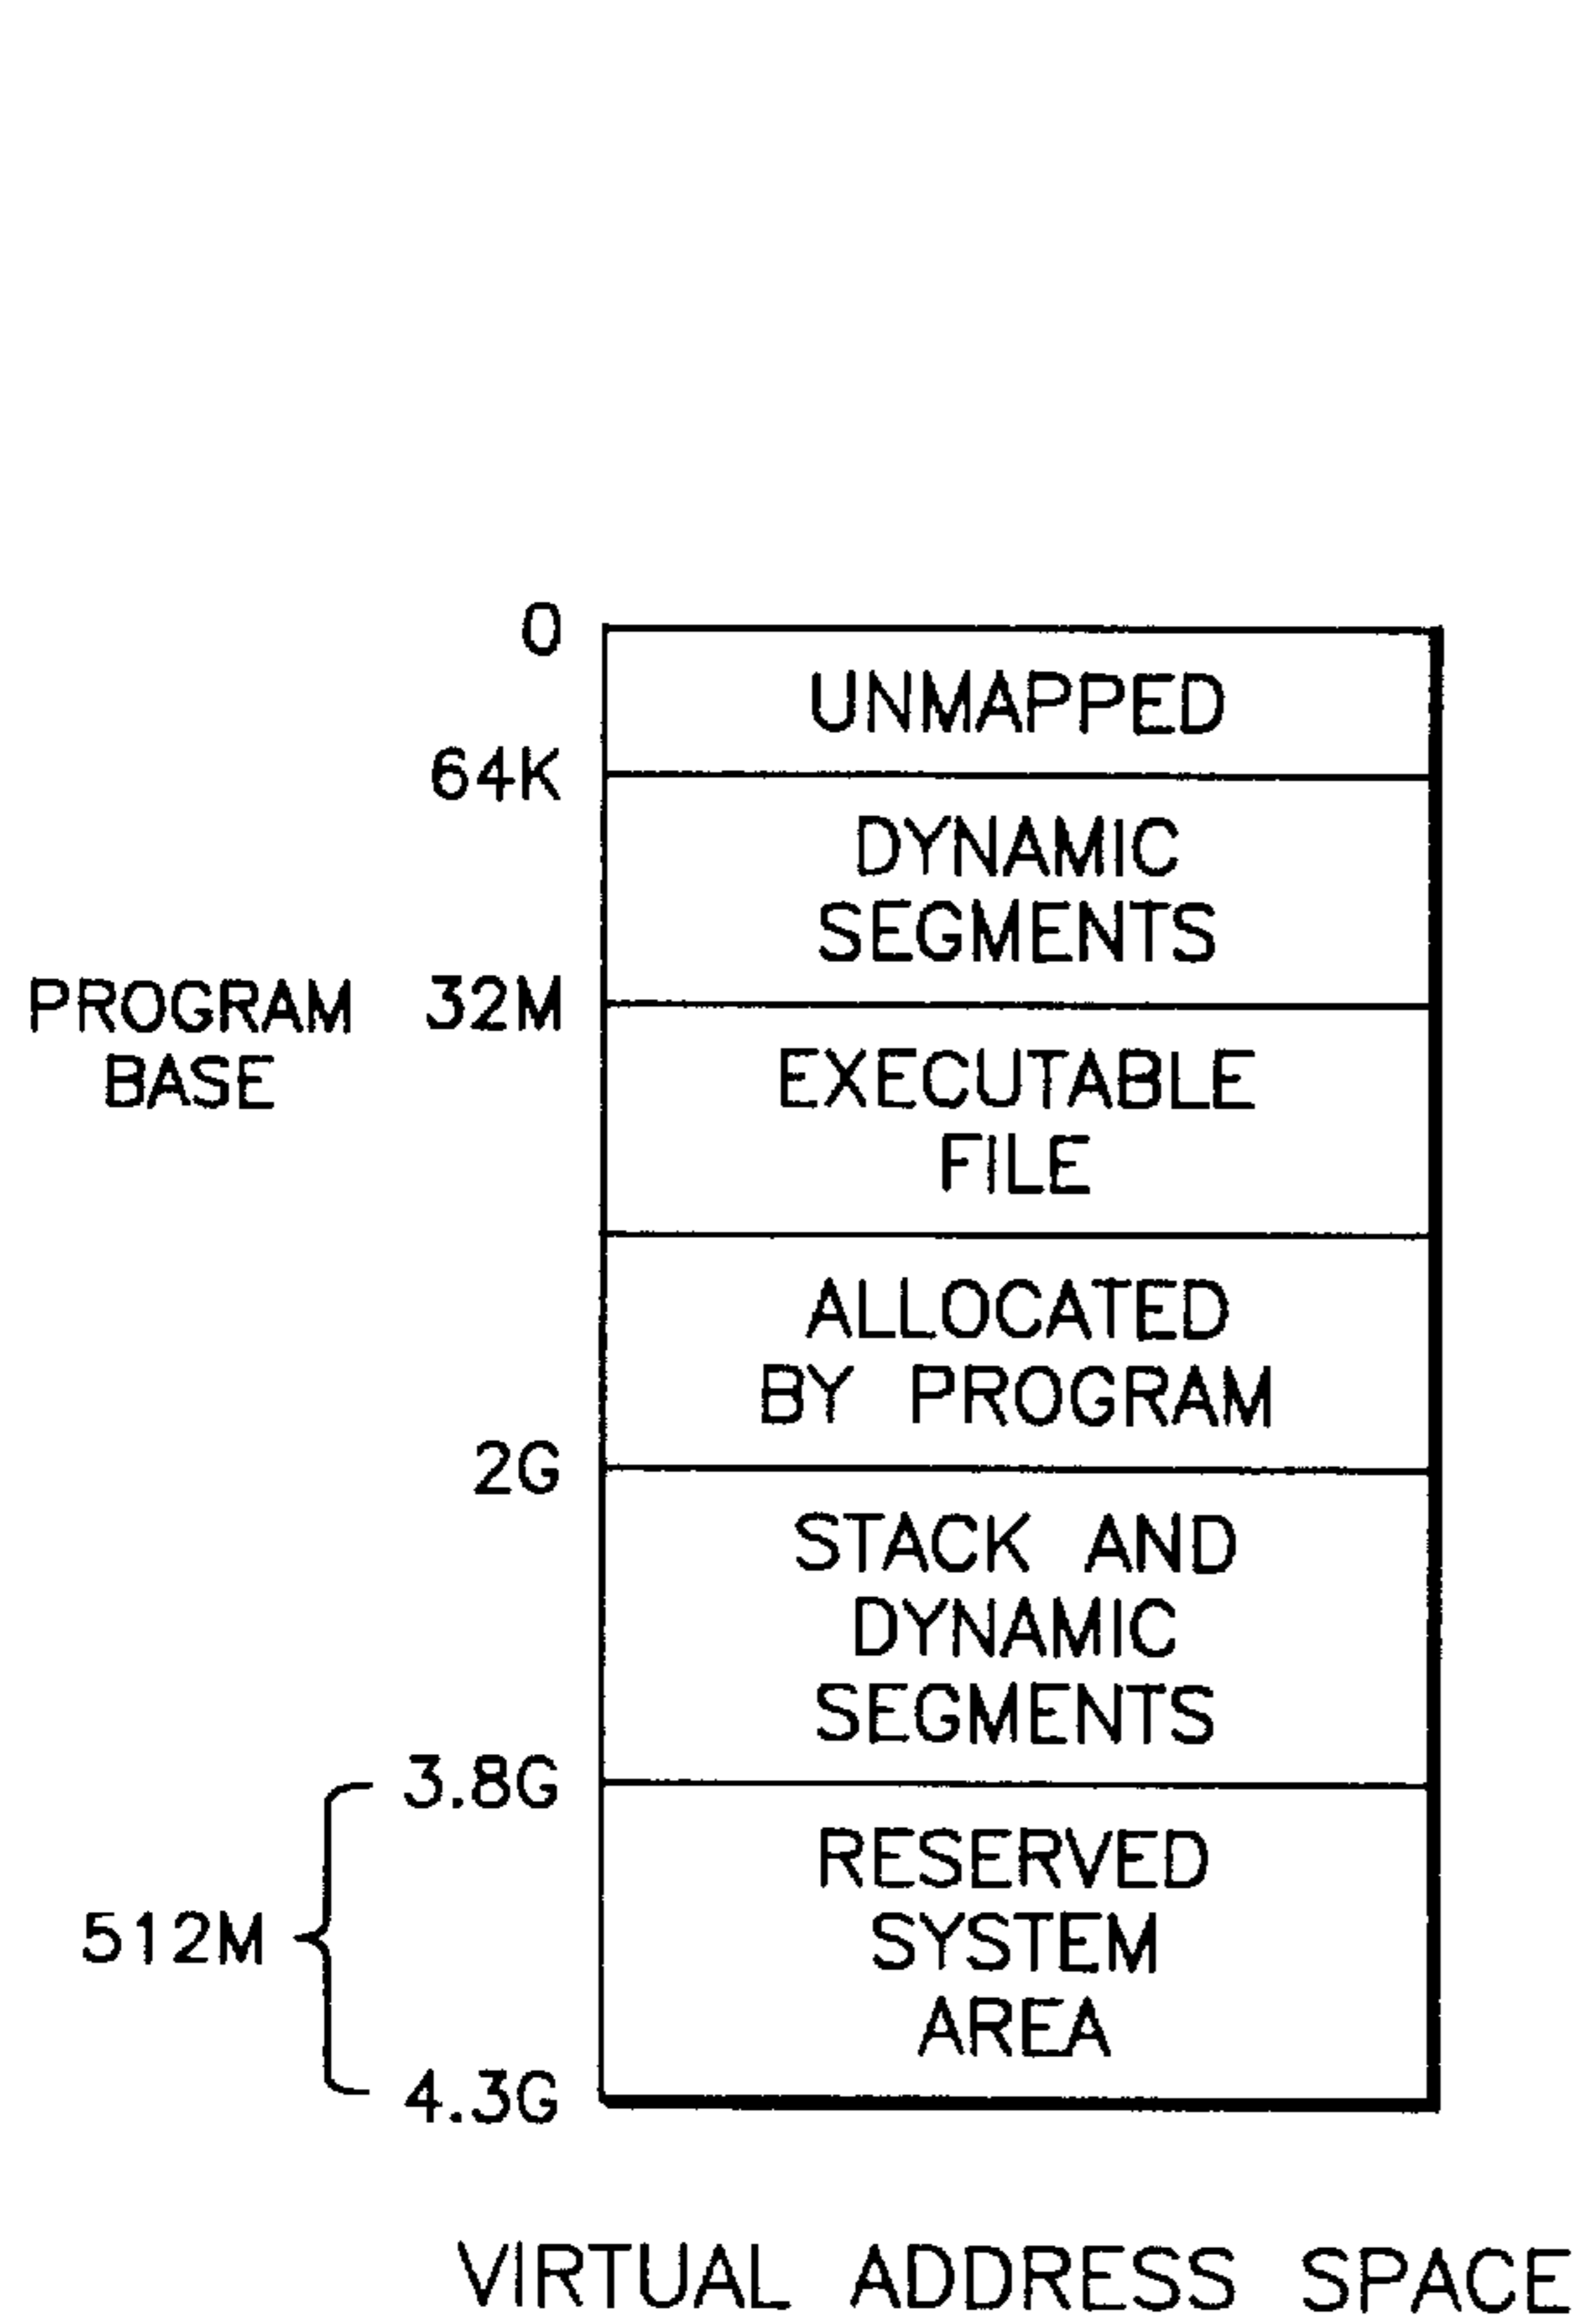 0
UNMAPPED
64K
DYNAMIC
SEGMENTS
PROGRAM
BASE
32M
EXECUTABLE
FILE
ALLOCATED
BY PROGRAM
2G
STACK AND
DYNAMIC
SEGMENTS
3.8G
RESERVED
SYSTEM
AREA
512M
4.3G
VIRTUAL ADDRESS SPACE